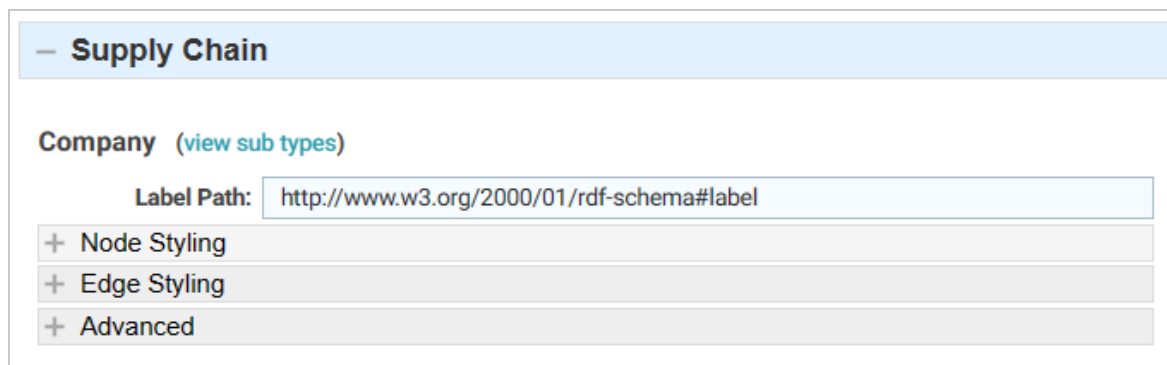 − Supply Chain
Company (view sub types)
Label Path: http://www.w3.org/2000/01/rdf-schema#label
+ Node Styling
+ Edge Styling
+ Advanced